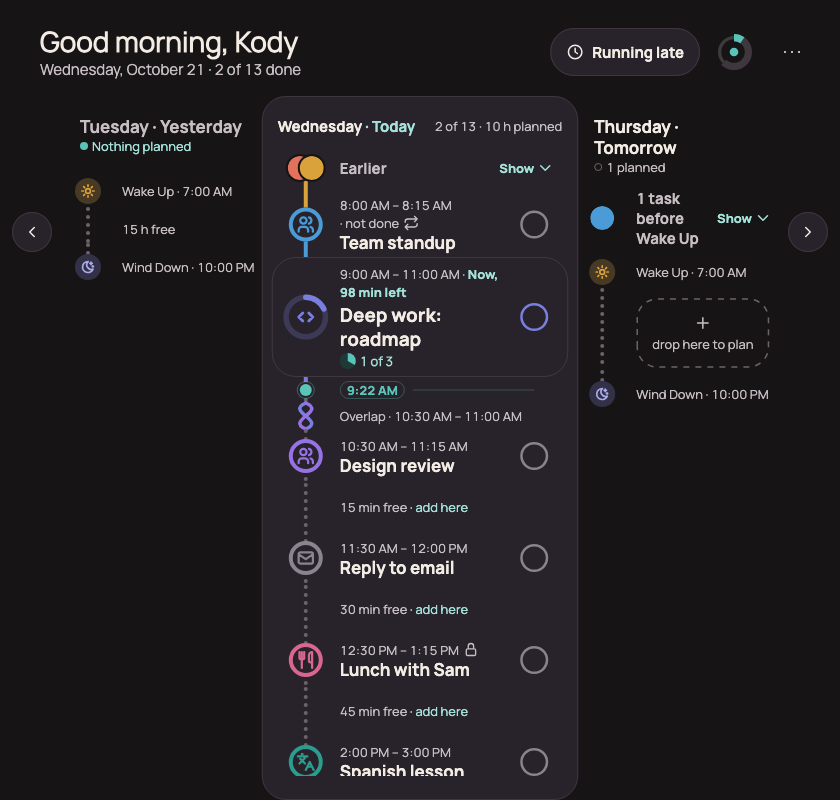 Good morning, Kody
Wednesday, October 21 · 2 of 13 done
Running late
Tuesday · Yesterday
Nothing planned
Wake Up · 7:00 AM
15 h free
Wind Down · 10:00 PM
Wednesday · Today
2 of 13 · 10 h planned
Earlier
Show
8:00 AM – 8:15 AM
· not done
Team standup
9:00 AM – 11:00 AM · Now,
98 min left
Deep work:
roadmap
1 of 3
9:22 AM
Overlap · 10:30 AM – 11:00 AM
10:30 AM – 11:15 AM
Design review
15 min free · add here
11:30 AM – 12:00 PM
Reply to email
30 min free · add here
12:30 PM – 1:15 PM
Lunch with Sam
45 min free · add here
2:00 PM – 3:00 PM
Spanish lesson
Thursday ·
Tomorrow
1 planned
1 task
before
Wake Up
Show
Wake Up · 7:00 AM
drop here to plan
Wind Down · 10:00 PM